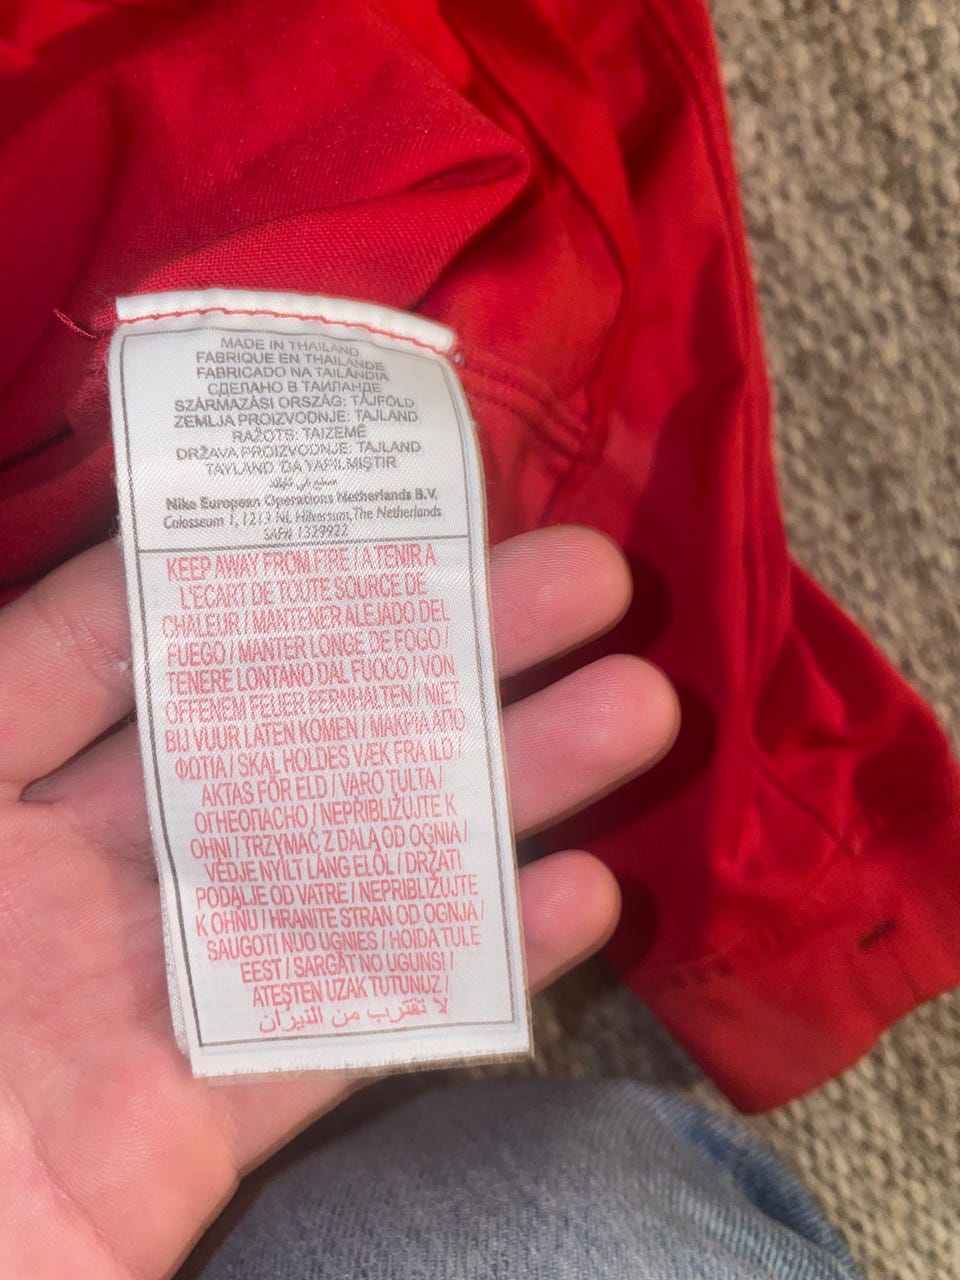 MADE IN THAILAND
FABRIQUE EN THAILANDE
FABRICADO NA TAILÂNDIA
СДЕЛАНО В ТАИЛАНДЕ
SZÁRMAZÁSI ORSZÁG: TAJFÖLD
ZEMLJA PROIZVODNJE: TAJLAND
RAŽOTS: TAIZEMĒ
DRŽAVA PROIZVODNJE: TAJLAND
TAYLAND 'DA YAPILMIŞTIR
Nike European Operations Netherlands B.V.
Colosseum 1, 1213 NL Hilversum, The Netherlands
SAP# 1329922
KEEP AWAY FROM FIRE / A TENIR A
L'ECART DE TOUTE SOURCE DE
CHALEUR / MANTENER ALEJADO DEL
FUEGO / MANTER LONGE DE FOGO /
TENERE LONTANO DAL FUOCO / VON
OFFENEM FEUER FERNHALTEN / NIET
BIJ VUUR LATEN KOMEN / ΜΑΚΡΙΑ ΑΠΟ
ΦΩΤΙΑ / SKAL HOLDES VÆK FRA ILD /
AKTAS FÖR ELD / VARO TULTA /
ОГНЕОПАСНО / NEPŘIBLIŽUJTE K
OHNI / TRZYMAĆ Z DALA OD OGNIA /
VÉDJE NYÍLT LÁNG ELŐL / DRŽATI
PODALJE OD VATRE / NEPRIBLIŽUJTE
K OHŇU / HRANITE STRAN OD OGNJA /
SAUGOTI NUO UGNIES / HOIDA TULE
EEST / SARGĀT NO UGUNS! /
ATEŞTEN UZAK TUTUNUZ /
لا تقترب من النيران